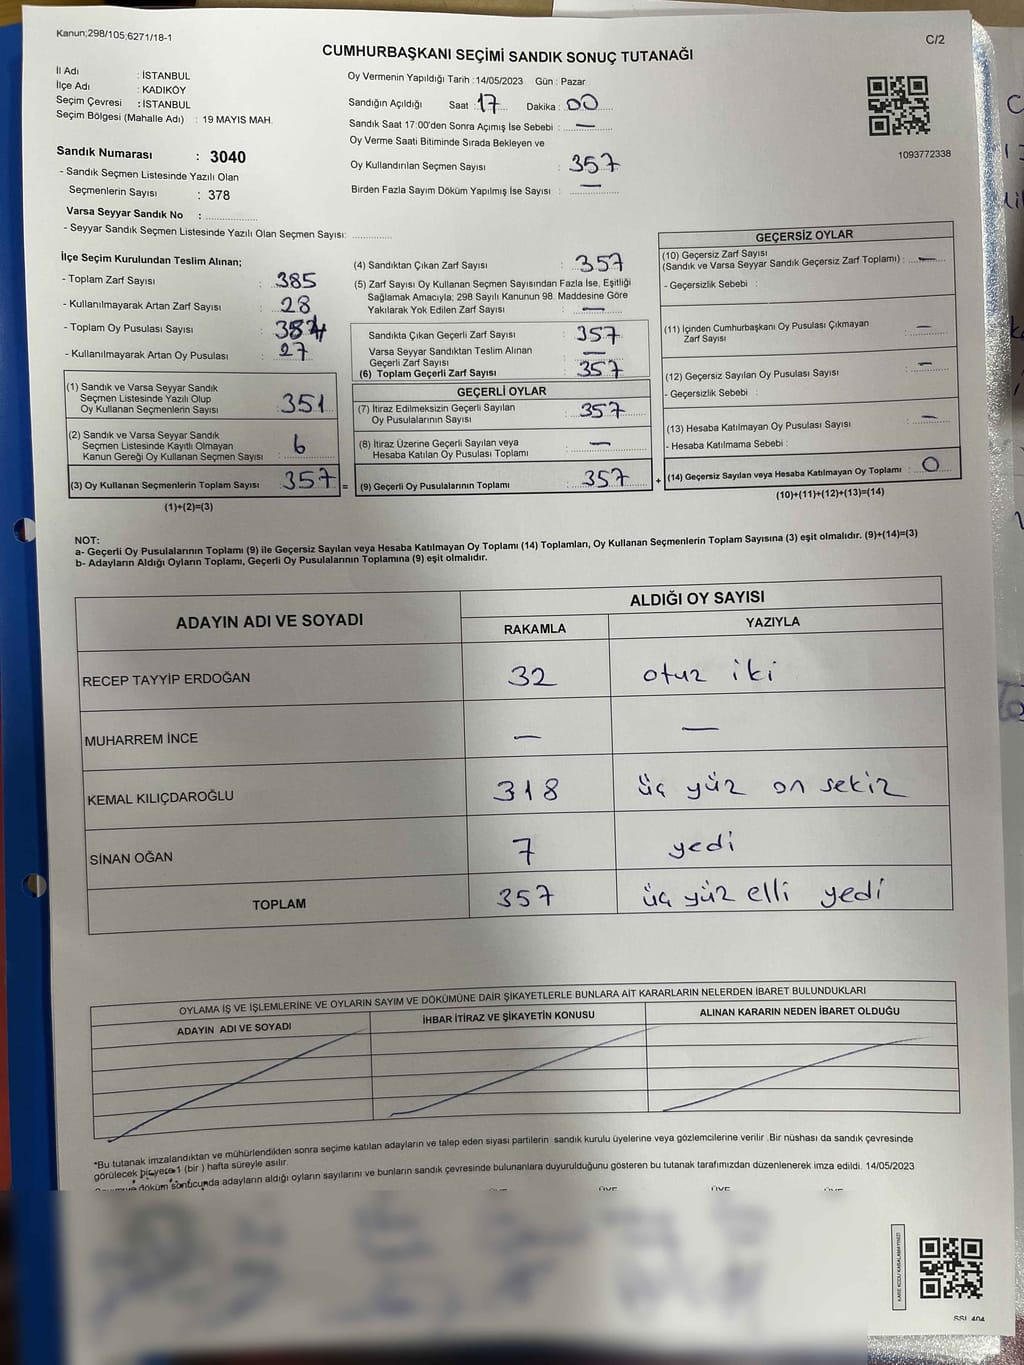 Kanun;298/105;6271/18-1
C/2
CUMHURBAŞKANI SEÇİMİ SANDIK SONUÇ TUTANAĞI
İl Adı : İSTANBUL
İlçe Adı : KADIKÖY
Seçim Çevresi : İSTANBUL
Seçim Bölgesi (Mahalle Adı) : 19 MAYIS MAH.
Sandık Numarası : 3040
- Sandık Seçmen Listesinde Yazılı Olan
Seçmenlerin Sayısı : 378
Varsa Seyyar Sandık No :
- Seyyar Sandık Seçmen Listesinde Yazılı Olan Seçmen Sayısı:
Oy Vermenin Yapıldığı Tarih : 14/05/2023 Gün : Pazar
Sandığın Açıldığı Saat : 17 Dakika : 00
Sandık Saat 17:00'den Sonra Açımış İse Sebebi : —
Oy Verme Saati Bitiminde Sırada Bekleyen ve
Oy Kullandırılan Seçmen Sayısı : 357
Birden Fazla Sayım Döküm Yapılmış İse Sayısı : —
1093772338
İlçe Seçim Kurulundan Teslim Alınan;
- Toplam Zarf Sayısı : 385
- Kullanılmayarak Artan Zarf Sayısı : 28
- Toplam Oy Pusulası Sayısı : 384
- Kullanılmayarak Artan Oy Pusulası : 27
(1) Sandık ve Varsa Seyyar Sandık
Seçmen Listesinde Yazılı Olup
Oy Kullanan Seçmenlerin Sayısı : 351
(2) Sandık ve Varsa Seyyar Sandık
Seçmen Listesinde Kayıtlı Olmayan
Kanun Gereği Oy Kullanan Seçmen Sayısı : 6
(3) Oy Kullanan Seçmenlerin Toplam Sayısı : 357 =
(1)+(2)=(3)
(4) Sandıktan Çıkan Zarf Sayısı : 357
(5) Zarf Sayısı Oy Kullanan Seçmen Sayısından Fazla İse, Eşitliği
Sağlamak Amacıyla; 298 Sayılı Kanunun 98. Maddesine Göre
Yakılarak Yok Edilen Zarf Sayısı : —
Sandıkta Çıkan Geçerli Zarf Sayısı : 357
Varsa Seyyar Sandıktan Teslim Alınan
Geçerli Zarf Sayısı : —
(6) Toplam Geçerli Zarf Sayısı : 357
GEÇERLİ OYLAR
(7) İtiraz Edilmeksizin Geçerli Sayılan
Oy Pusulalarının Sayısı : 357
(8) İtiraz Üzerine Geçerli Sayılan veya
Hesaba Katılan Oy Pusulası Toplamı : —
(9) Geçerli Oy Pusulalarının Toplamı : 357 +
GEÇERSİZ OYLAR
(10) Geçersiz Zarf Sayısı
(Sandık ve Varsa Seyyar Sandık Geçersiz Zarf Toplamı) : —
- Geçersizlik Sebebi :
(11) İçinden Cumhurbaşkanı Oy Pusulası Çıkmayan
Zarf Sayısı : —
(12) Geçersiz Sayılan Oy Pusulası Sayısı : —
- Geçersizlik Sebebi :
(13) Hesaba Katılmayan Oy Pusulası Sayısı : —
- Hesaba Katılmama Sebebi :
(14) Geçersiz Sayılan veya Hesaba Katılmayan Oy Toplamı : 0
(10)+(11)+(12)+(13)=(14)
NOT:
a- Geçerli Oy Pusulalarının Toplamı (9) ile Geçersiz Sayılan veya Hesaba Katılmayan Oy Toplamı (14) Toplamları, Oy Kullanan Seçmenlerin Toplam Sayısına (3) eşit olmalıdır. (9)+(14)=(3)
b- Adayların Aldığı Oyların Toplamı, Geçerli Oy Pusulalarının Toplamına (9) eşit olmalıdır.
ADAYIN ADI VE SOYADI ALDIĞI OY SAYISI
RAKAMLA YAZIYLA
RECEP TAYYİP ERDOĞAN 32 otuz iki
MUHARREM İNCE — —
KEMAL KILIÇDAROĞLU 318 üç yüz on sekiz
SİNAN OĞAN 7 yedi
TOPLAM 357 üç yüz elli yedi
OYLAMA İŞ VE İŞLEMLERİNE VE OYLARIN SAYIM VE DÖKÜMÜNE DAİR ŞİKAYETLERLE BUNLARA AİT KARARLARIN NELERDEN İBARET BULUNDUKLARI
ADAYIN ADI VE SOYADI İHBAR İTİRAZ VE ŞİKAYETİN KONUSU ALINAN KARARIN NEDEN İBARET OLDUĞU
*Bu tutanak imzalandıktan ve mühürlendikten sonra seçime katılan adayların ve talep eden siyasi partilerin sandık kurulu üyelerine veya gözlemcilerine verilir .Bir nüshası da sandık çevresinde
görülecek bir yere 1 (bir ) hafta süreyle asılır.
döküm sonucunda adayların aldığı oyların sayılarını ve bunların sandık çevresinde bulunanlara duyurulduğunu gösteren bu tutanak tarafımızdan düzenlenerek imza edildi. 14/05/2023